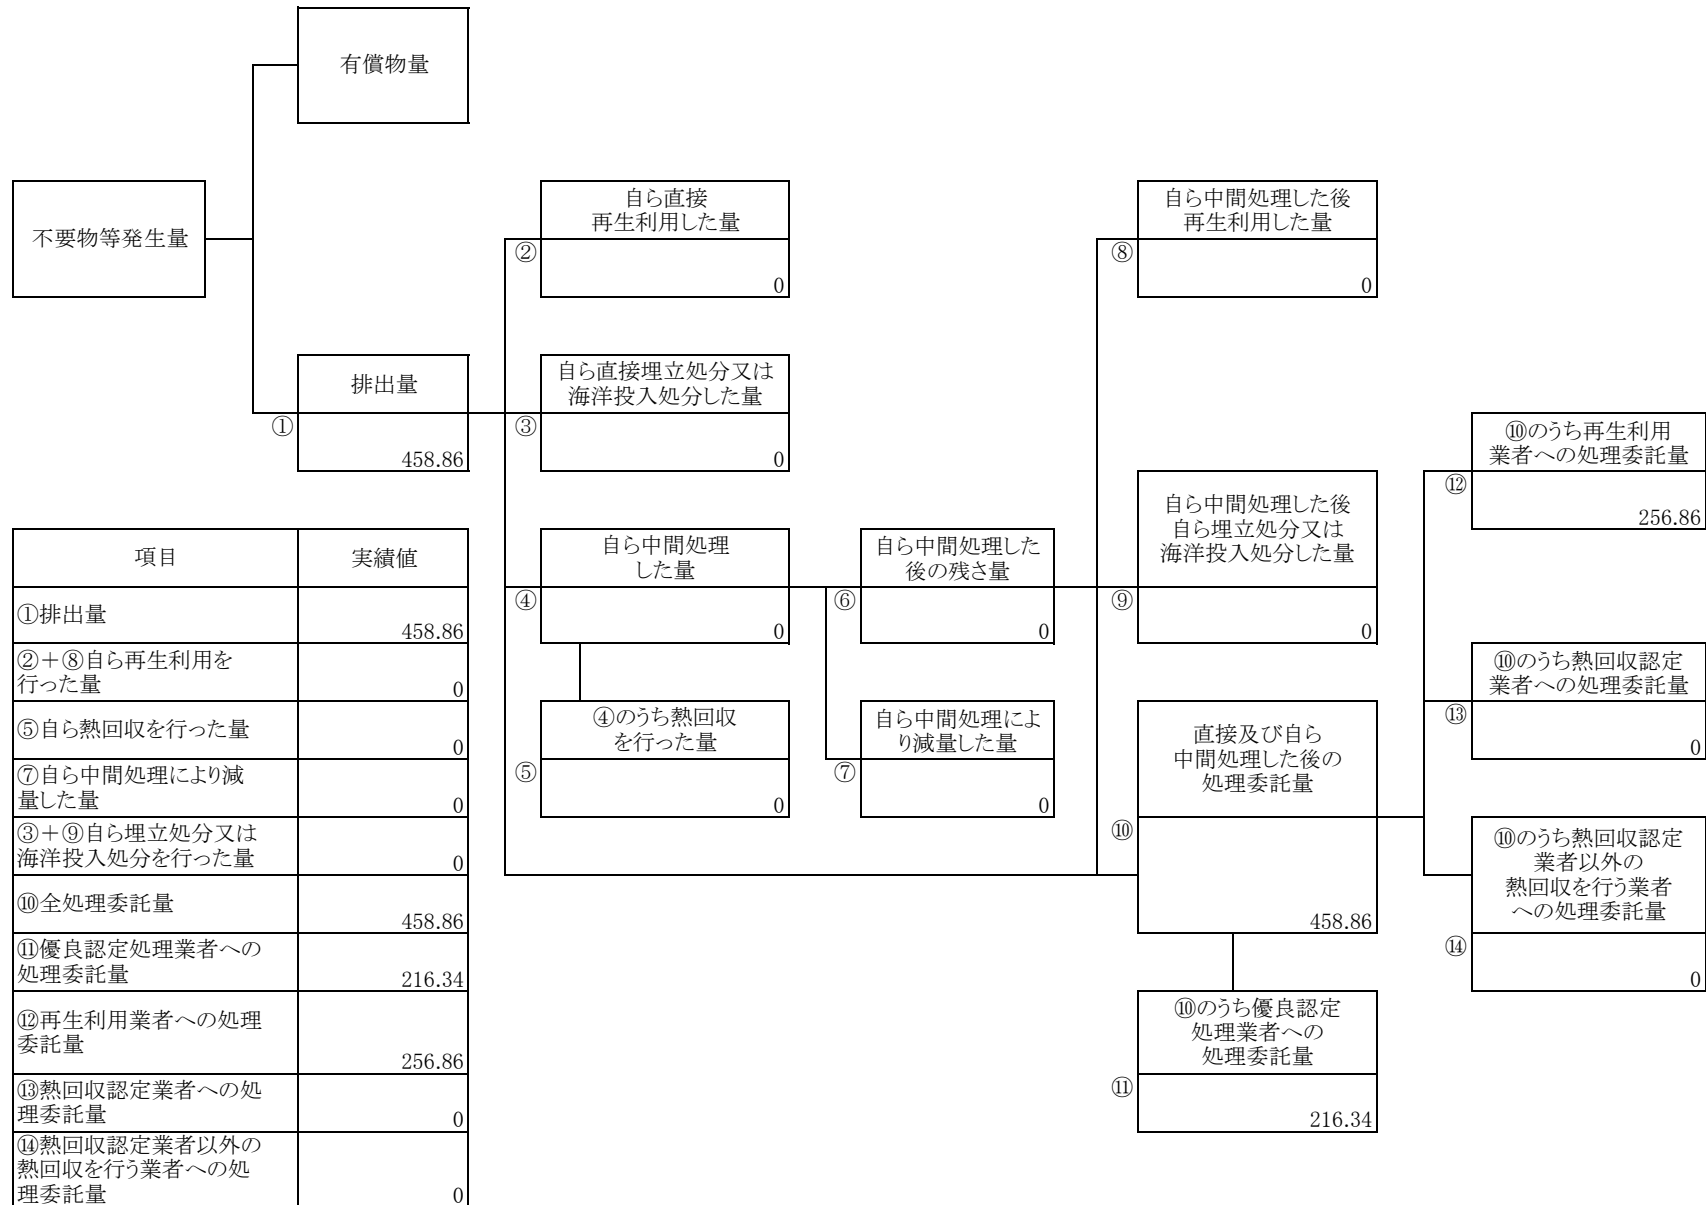 有償物量
不要物等発生量
自ら直接
再生利用した量
②
0
自ら中間処理した後
再生利用した量
⑧
0
排出量
①
458.86
自ら直接埋立処分又は
海洋投入処分した量
③
0
⑩のうち再生利用
業者への処理委託量
⑫
256.86
自ら中間処理
した量
④
0
自ら中間処理した
後の残さ量
⑥
0
自ら中間処理した後
自ら埋立処分又は
海洋投入処分した量
⑨
0
⑩のうち熱回収認定
業者への処理委託量
⑬
0
④のうち熱回収
を行った量
⑤
0
自ら中間処理によ
り減量した量
⑦
0
直接及び自ら
中間処理した後の
処理委託量
⑩
458.86
⑩のうち熱回収認定
業者以外の
熱回収を行う業者
への処理委託量
⑭
0
⑩のうち優良認定
処理業者への
処理委託量
⑪
216.34
項目 実績値
①排出量
458.86
②＋⑧自ら再生利用を
行った量
0
⑤自ら熱回収を行った量
0
⑦自ら中間処理により減
量した量
0
③＋⑨自ら埋立処分又は
海洋投入処分を行った量
0
⑩全処理委託量
458.86
⑪優良認定処理業者への
処理委託量
216.34
⑫再生利用業者への処理
委託量
256.86
⑬熱回収認定業者への処
理委託量
0
⑭熱回収認定業者以外の
熱回収を行う業者への処
理委託量
0